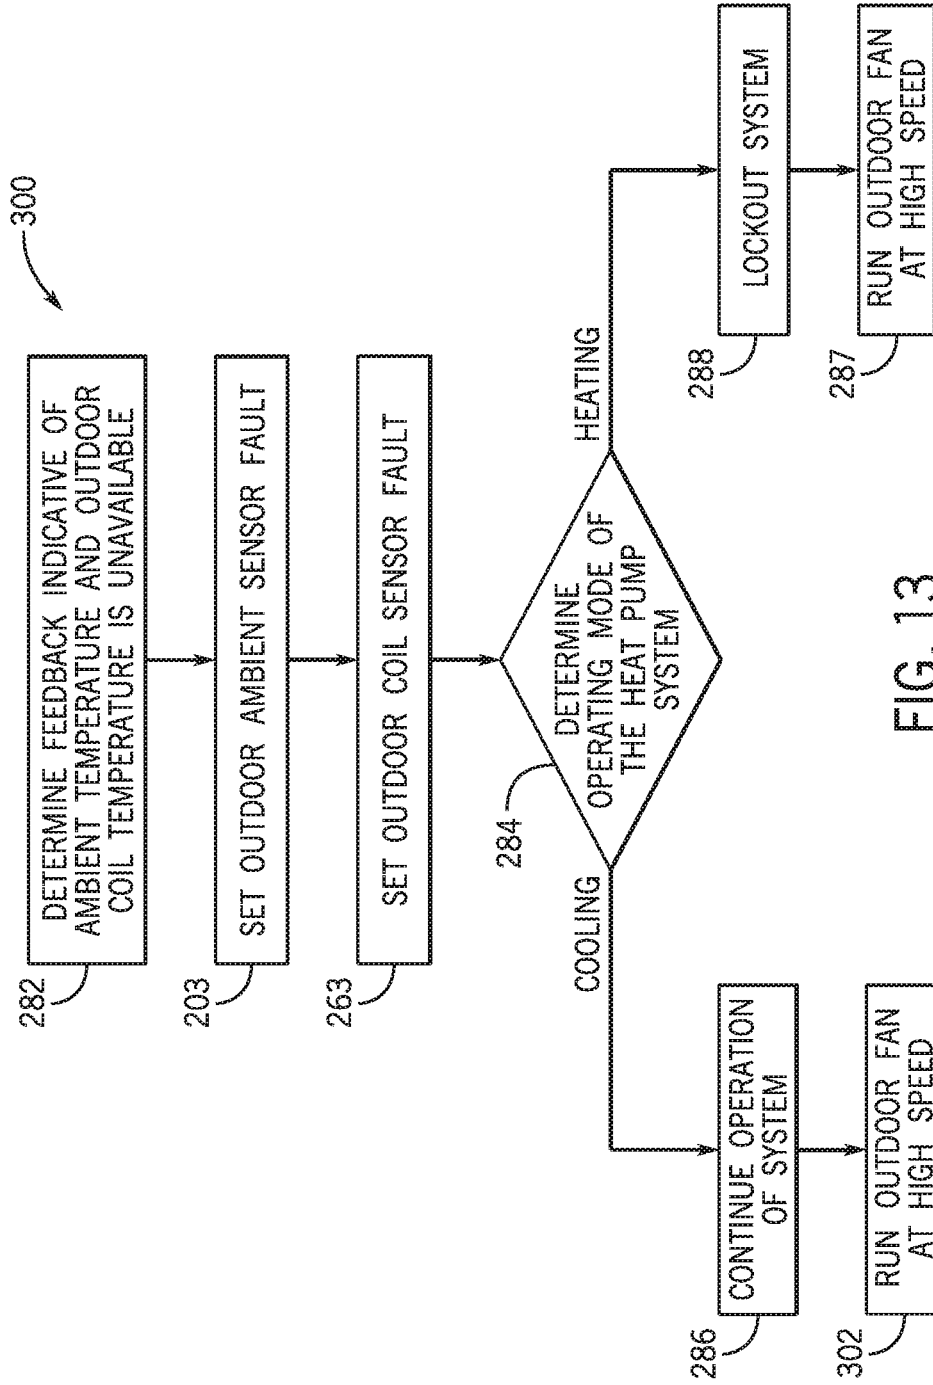 300
282
DETERMINE FEEDBACK INDICATIVE OF
AMBIENT TEMPERATURE AND OUTDOOR
COIL TEMPERATURE IS UNAVAILABLE
203
SET OUTDOOR AMBIENT SENSOR FAULT
263
SET OUTDOOR COIL SENSOR FAULT
284
DETERMINE
OPERATING MODE OF
THE HEAT PUMP
SYSTEM
COOLING
HEATING
286
CONTINUE OPERATION
OF SYSTEM
288
LOCKOUT SYSTEM
302
RUN OUTDOOR FAN
AT HIGH SPEED
287
RUN OUTDOOR FAN
AT HIGH SPEED
FIG. 13